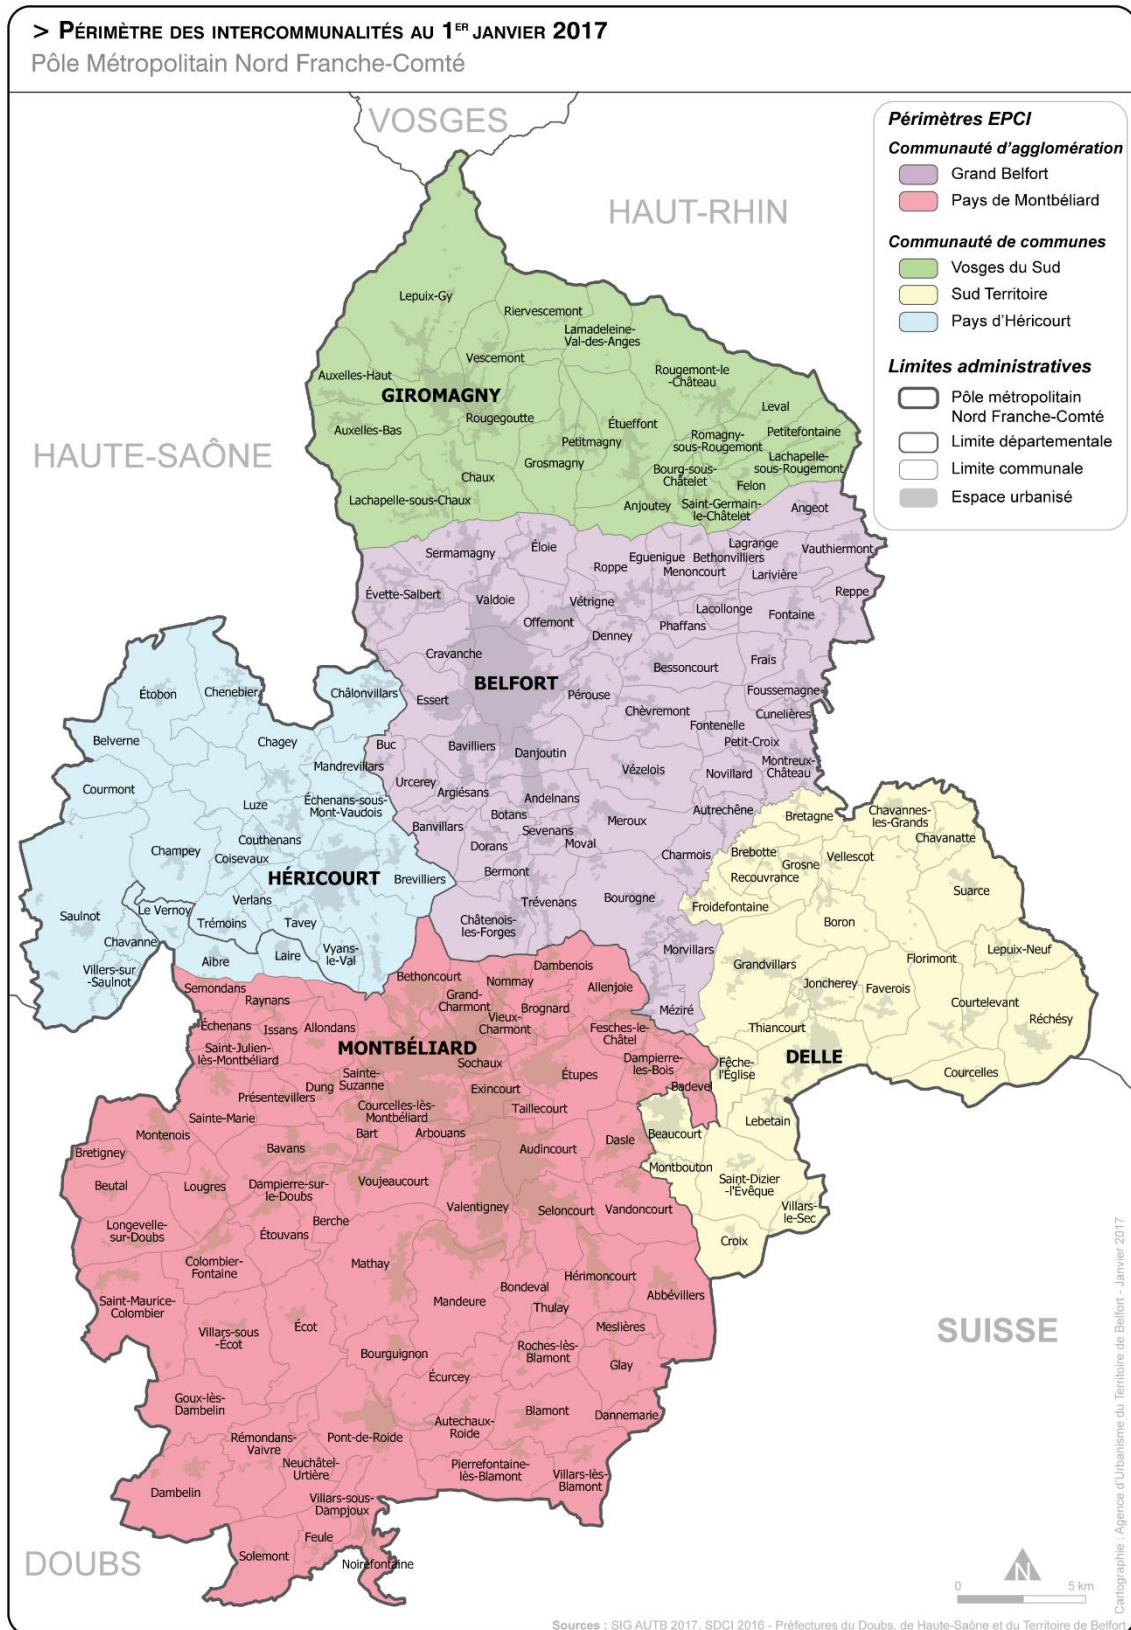 > Périmètre des intercommunalités au 1er janvier 2017
Pôle Métropolitain Nord Franche-Comté
VOSGES
HAUT-RHIN
HAUTE-SAÔNE
SUISSE
DOUBS
Périmètres EPCI
Communauté d'agglomération
Grand Belfort
Pays de Montbéliard
Communauté de communes
Vosges du Sud
Sud Territoire
Pays d'Héricourt
Limites administratives
Pôle métropolitain
Nord Franche-Comté
Limite départementale
Limite communale
Espace urbanisé
Lepuix-Gy
Riervescemont
Lamadeleine-
Val-des-Anges
Vescemont
Rougemont-le
-Château
Auxelles-Haut
GIROMAGNY
Leval
Rougegoutte
Étueffont
Auxelles-Bas
Petitmagny
Romagny-
sous-Rougemont
Petitefontaine
Grosmagny
Lachapelle-
sous-Rougemont
Bourg-sous-
Châtelet
Chaux
Felon
Lachapelle-sous-Chaux
Anjoutey
Saint-Germain-
le-Châtelet
Angeot
Sermamagny
Éloie
Roppe
Eguenigue
Menoncourt
Bethonvilliers
Lagrange
Vauthiermont
Larivière
Reppe
Évette-Salbert
Valdoie
Vétrigne
Offemont
Denney
Phaffans
Lacollonge
Fontaine
Cravanche
Bessoncourt
Frais
BELFORT
Essert
Pérouse
Foussemagne
Chèvremont
Cunelières
Fontenelle
Petit-Croix
Buc
Bavilliers
Danjoutin
Vézelois
Novillard
Montreux-
Château
Urcerey
Argiésans
Andelnans
Autrechêne
Botans
Banvillars
Sevenans
Meroux
Dorans
Moval
Charmois
Bermont
Trévenans
Bourogne
Châtenois-
les-Forges
Morvillars
Méziré
Étobon
Chenebier
Châlonvillars
Belverne
Chagey
Mandrevillars
Courmont
Luze
Échenans-sous-
Mont-Vaudois
Couthenans
Champey
Coisevaux
HÉRICOURT
Brevilliers
Verlans
Le Vernoy
Saulnot
Trémoins
Tavey
Chavanne
Vyans-
le-Val
Laire
Aibre
Villers-sur
-Saulnot
Bretagne
Chavannes-
les-Grands
Chavanatte
Brebotte
Grosne
Vellescot
Recouvrance
Suarce
Froidefontaine
Boron
Lepuix-Neuf
Grandvillars
Florimont
Joncherey
Faverois
Courtelevant
Réchésy
Thiancourt
DELLE
Fêche-
l'Église
Courcelles
Lebetain
Beaucourt
Montbouton
Saint-Dizier
-l'Évêque
Villars-
le-Sec
Croix
Semondans
Raynans
Bethoncourt
Nommay
Dambenois
Allenjoie
Grand-
Charmont
Brognard
Vieux-
Charmont
Échenans
Issans
Allondans
Fesches-le-
Châtel
Saint-Julien-
lès-Montbéliard
MONTBÉLIARD
Sochaux
Dampierre-
les-Bois
Étupes
Badevel
Sainte-
Suzanne
Dung
Exincourt
Présentevillers
Courcelles-lès-
Montbéliard
Taillecourt
Sainte-Marie
Montenois
Bart
Arbouans
Audincourt
Dasle
Bretigney
Bavans
Beutal
Lougres
Dampierre-sur-
le-Doubs
Voujeaucourt
Valentigney
Seloncourt
Vandoncourt
Longevelle-
sur-Doubs
Berche
Étouvans
Colombier-
Fontaine
Mathay
Hérimoncourt
Bondeval
Abbévillers
Saint-Maurice-
Colombier
Mandeure
Thulay
Écot
Meslières
Villars-sous
-Écot
Bourguignon
Roches-lès-
Blamont
Glay
Écurcey
Goux-lès-
Dambelin
Blamont
Dannemarie
Autechaux-
Roide
Rémondans-
Vaivre
Pont-de-Roide
Neuchâtel-
Urtière
Pierrefontaine-
lès-Blamont
Villars-lès-
Blamont
Dambelin
Villars-sous-
Dampjoux
Feule
Solemont
Noirefontaine
N
0
5 km
Cartographie : Agence d'Urbanisme du Territoire de Belfort - Janvier 2017
Sources : SIG AUTB 2017, SDCI 2016 - Préfectures du Doubs, de Haute-Saône et du Territoire de Belfort